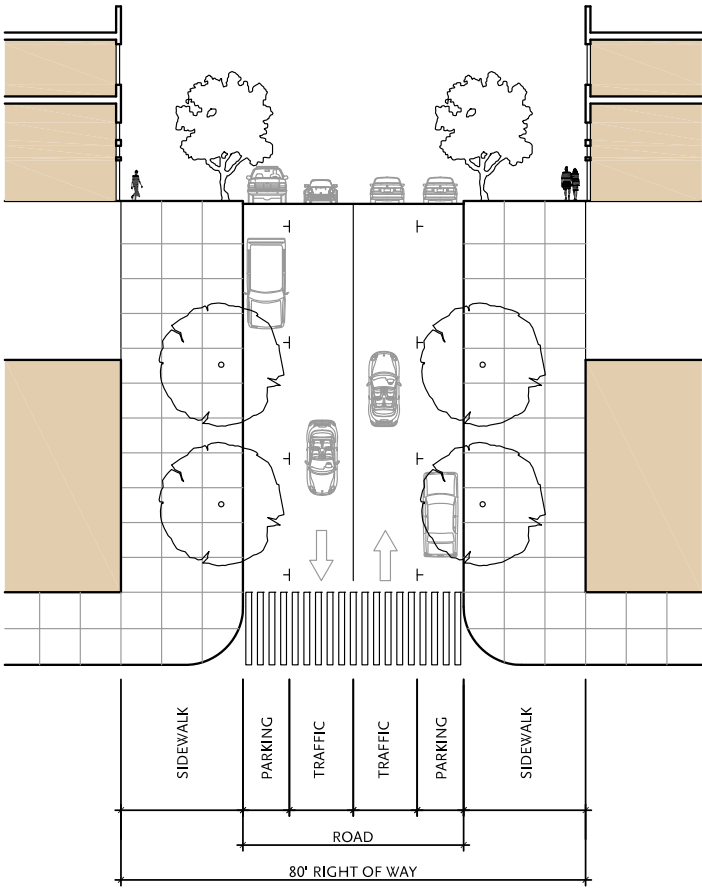 SIDEWALK
PARKING
TRAFFIC
TRAFFIC
PARKING
SIDEWALK
ROAD
80' RIGHT OF WAY